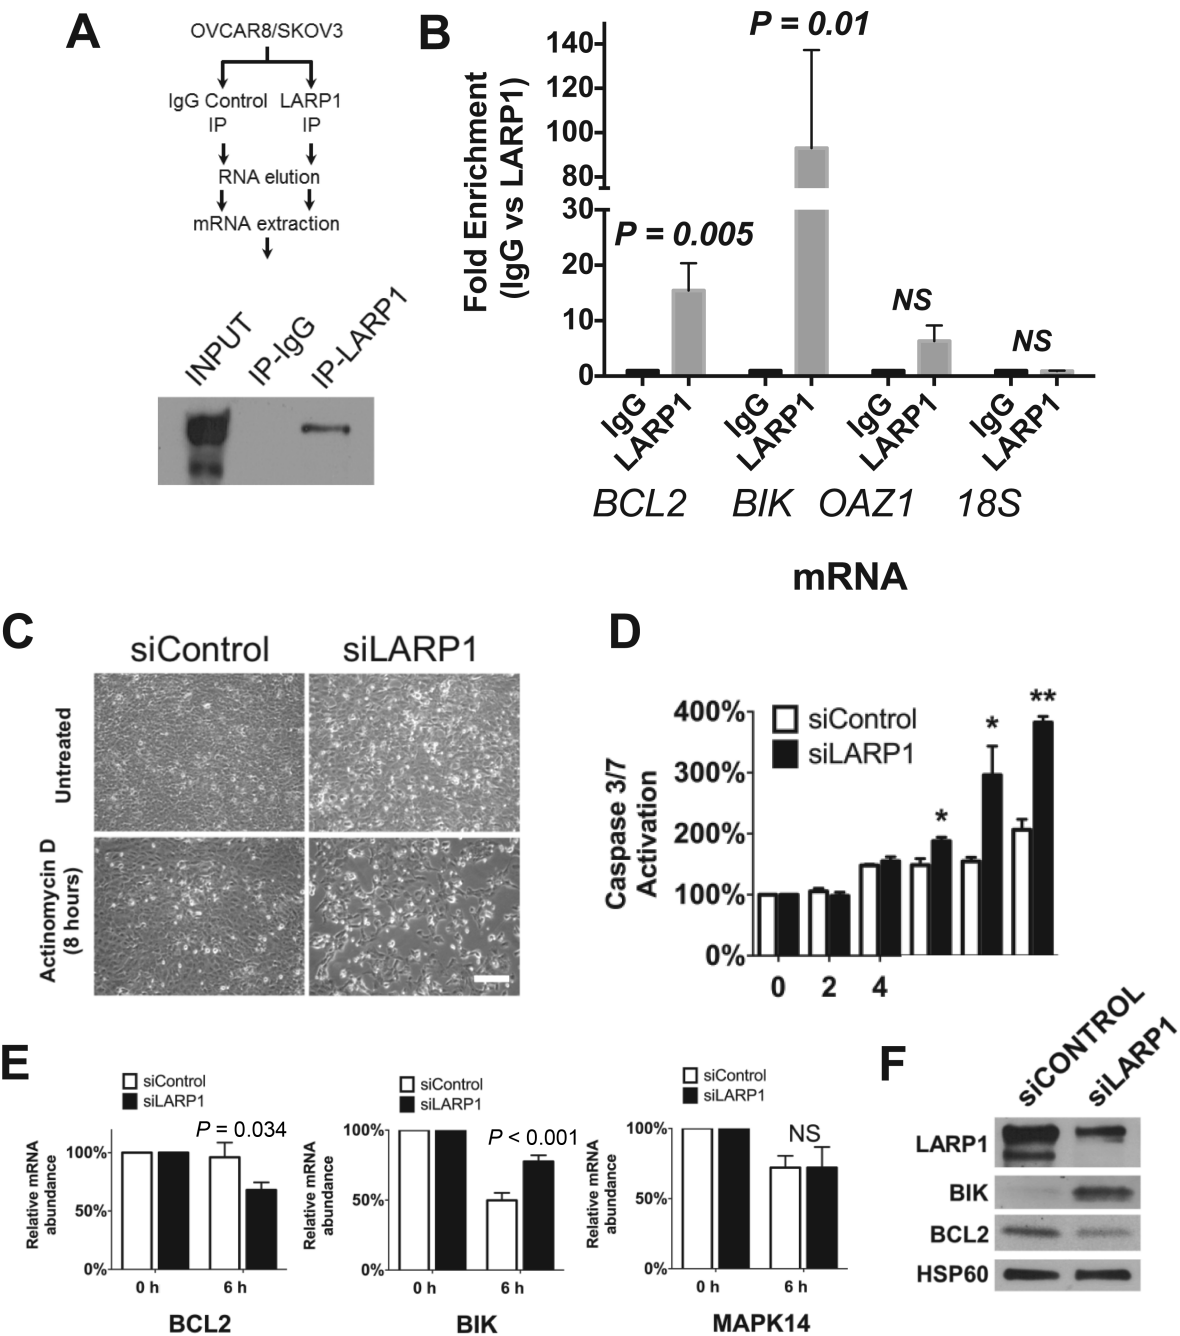 A
OVCAR8/SKOV3
IgG Control LARP1
IP IP
RNA elution
mRNA extraction
INPUT IP-IgG IP-LARP1
B
Fold Enrichment
(IgG vs LARP1)
140
120
100
80
30
20
10
0
P = 0.005
P = 0.01
NS
NS
IgG LARP1 IgG LARP1 IgG LARP1 IgG LARP1
BCL2 BIK OAZ1 18S
mRNA
C
siControl siLARP1
Untreated
Actinomycin D
(8 hours)
D
Caspase 3/7
Activation
400%
300%
200%
100%
0%
siControl
siLARP1
* * **
0 2 4
E
siControl
siLARP1
P = 0.034
Relative mRNA
abundance
100%
50%
0%
0 h 6 h
BCL2
siControl
siLARP1
P < 0.001
Relative mRNA
abundance
100%
50%
0%
0 h 6 h
BIK
siControl
siLARP1
NS
Relative mRNA
abundance
100%
50%
0%
0 h 6 h
MAPK14
F
siCONTROL siLARP1
LARP1
BIK
BCL2
HSP60